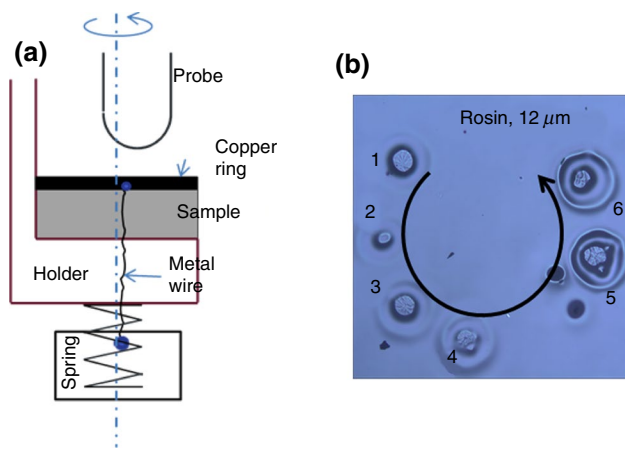 (a)
Probe
Copper
ring
Sample
Holder
Metal
wire
Spring
(b)
Rosin, 12 μm
1
2
3
4
5
6